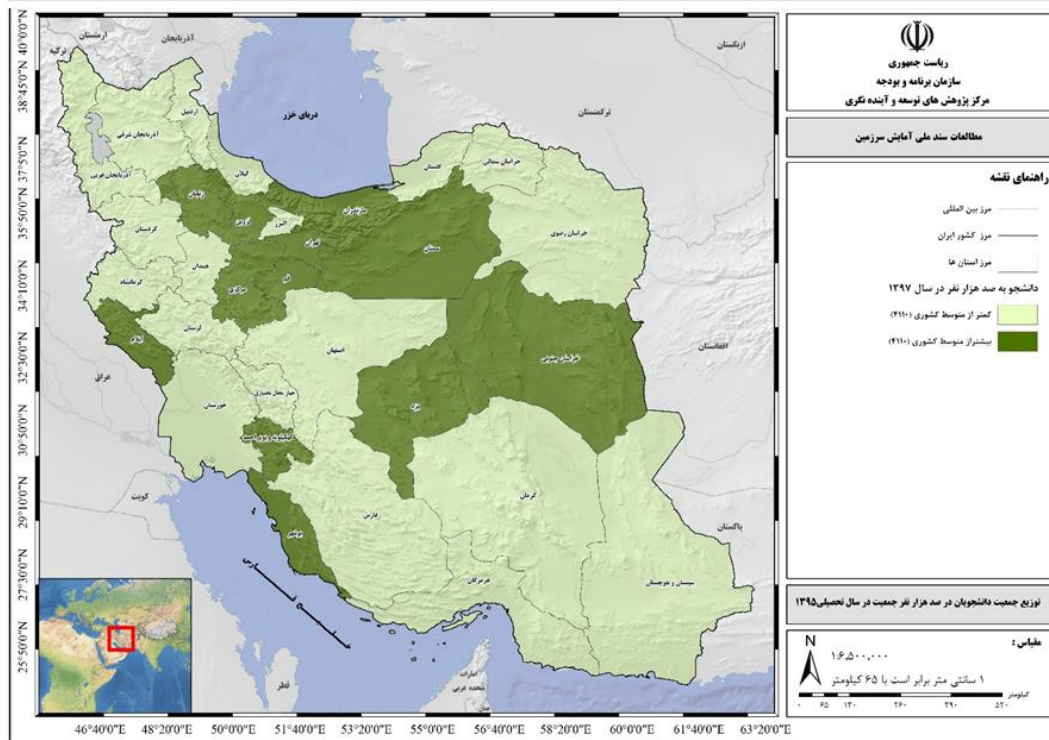 ریاست جمهوری
سازمان برنامه و بودجه
مرکز پژوهش های توسعه و آینده نگری
مطالعات سند ملی آمایش سرزمین
راهنمای نقشه
مرز بین المللی
مرز کشور ایران
مرز استان ها
دانشجو به صد هزار نفر در سال ۱۳۹۷
کمتر از متوسط کشوری (۴۱۱۰)
بیشتراز متوسط کشوری (۴۱۱۰)
توزیع جمعیت دانشجویان در صد هزار نفر جمعیت در سال تحصیلی۱۳۹۵
مقیاس :
N
۱:۶,۵۰۰,۰۰۰
۱ سانتی متر برابر است با ۶۵ کیلومتر
کیلومتر
۰ ۶۵ ۱۳۰ ۲۶۰ ۳۹۰ ۵۲۰
ارمنستان
آذربایجان
ترکیه
ازبکستان
ترکمنستان
دریای خزر
اردبیل
آذربایجان شرقی
آذربایجان غربی
گیلان
گلستان
خراسان شمالی
زنجان
مازندران
قزوین
البرز
تهران
سمنان
خراسان رضوی
کردستان
همدان
قم
مرکزی
کرمانشاه
لرستان
ایلام
اصفهان
خراسان جنوبی
افغانستان
عراق
خوزستان
چهار محال بختیاری
یزد
کهگیلویه و بویراحمد
کویت
فارس
کرمان
پاکستان
بوشهر
هرمزگان
سیستان و بلوچستان
قطر
امارات
متحده عربی
40°0'0"N
38°45'0"N
37°5'0"N
35°50'0"N
34°10'0"N
32°30'0"N
30°50'0"N
29°10'0"N
27°30'0"N
25°50'0"N
46°40'0"E
48°20'0"E
50°0'0"E
51°40'0"E
53°20'0"E
55°0'0"E
56°40'0"E
58°20'0"E
60°0'0"E
61°40'0"E
63°20'0"E